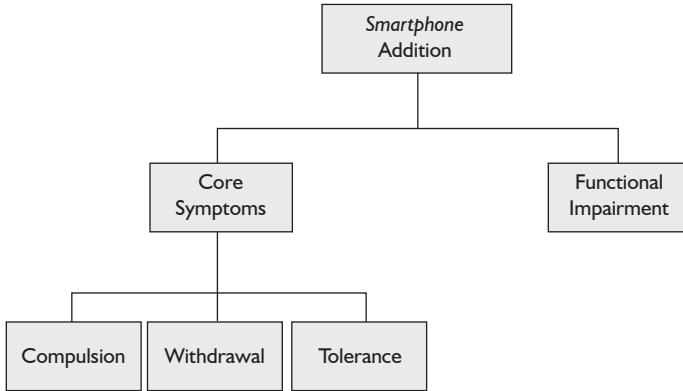 Smartphone
Addition
Core
Symptoms
Functional
Impairment
Compulsion
Withdrawal
Tolerance